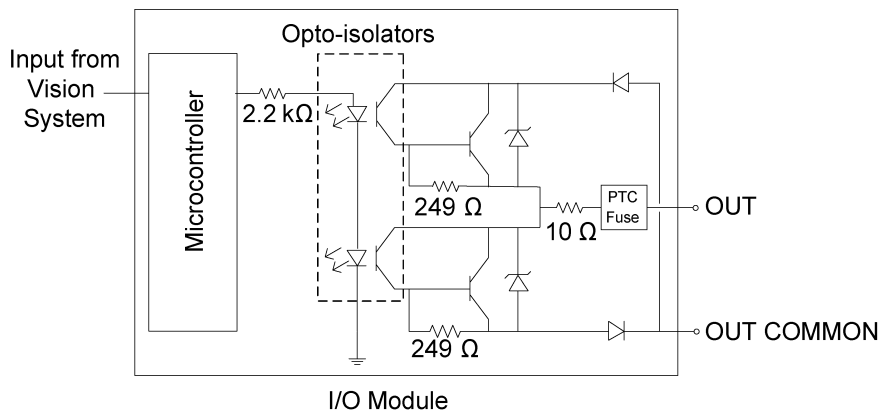 Opto-isolators
Input from
Vision
System
Microcontroller
2.2 kΩ
249 Ω
10 Ω
PTC
Fuse
OUT
249 Ω
OUT COMMON
I/O Module